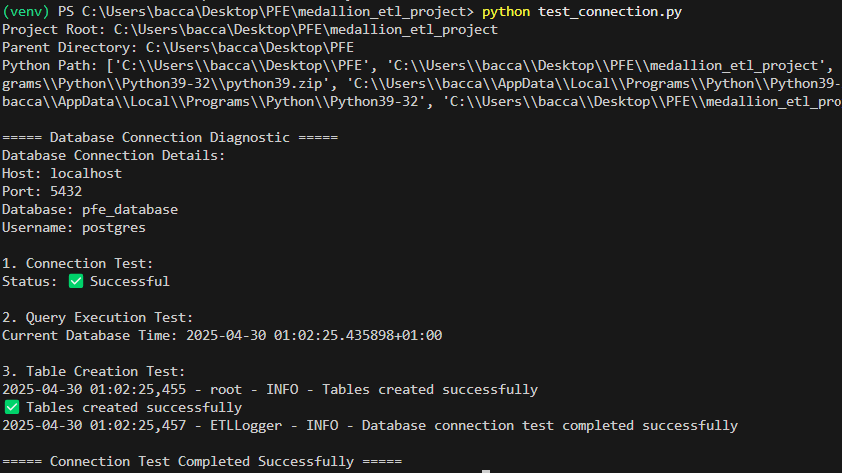 (venv) PS C:\Users\bacca\Desktop\PFE\medallion_etl_project> python test_connection.py
Project Root: C:\Users\bacca\Desktop\PFE\medallion_etl_project
Parent Directory: C:\Users\bacca\Desktop\PFE
Python Path: ['C:\\Users\\bacca\\Desktop\\PFE', 'C:\\Users\\bacca\\Desktop\\PFE\\medallion_etl_project',
grams\\Python\\Python39-32\\python39.zip', 'C:\\Users\\bacca\\AppData\\Local\\Programs\\Python\\Python39-
bacca\\AppData\\Local\\Programs\\Python\\Python39-32', 'C:\\Users\\bacca\\Desktop\\PFE\\medallion_etl_pro
===== Database Connection Diagnostic =====
Database Connection Details:
Host: localhost
Port: 5432
Database: pfe_database
Username: postgres
1. Connection Test:
Status: ✅ Successful
2. Query Execution Test:
Current Database Time: 2025-04-30 01:02:25.435898+01:00
3. Table Creation Test:
2025-04-30 01:02:25,455 - root - INFO - Tables created successfully
✅ Tables created successfully
2025-04-30 01:02:25,457 - ETLLogger - INFO - Database connection test completed successfully
===== Connection Test Completed Successfully =====